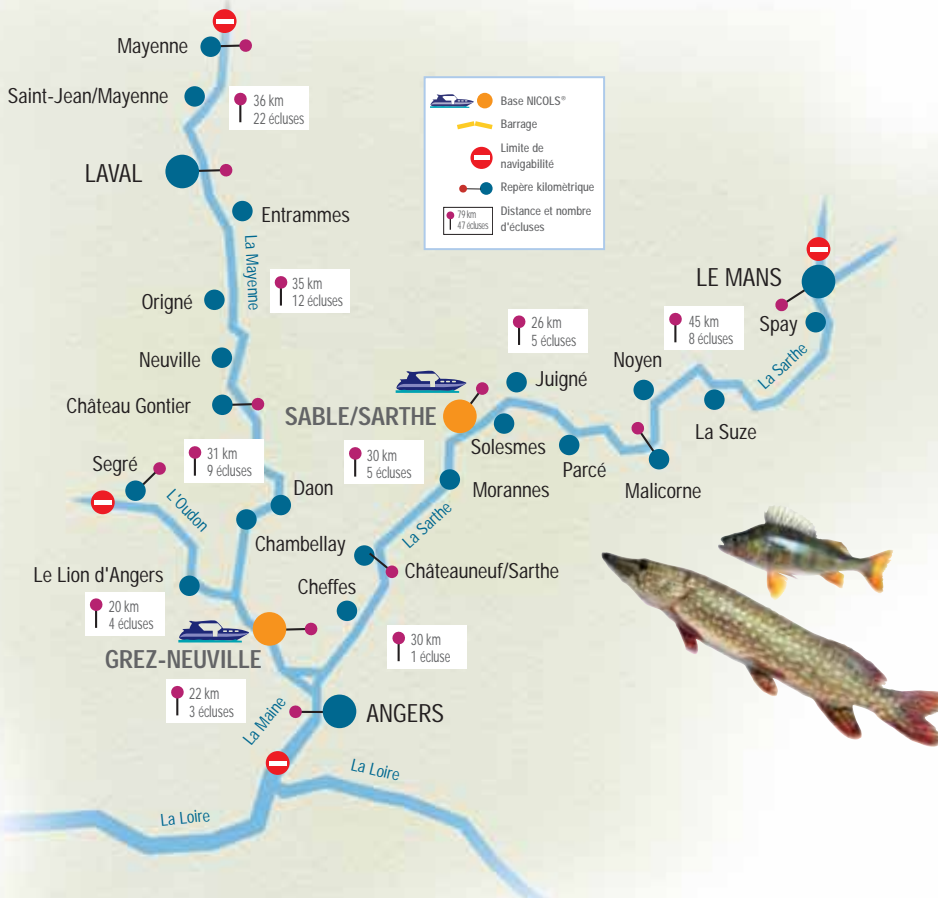 Mayenne
Saint-Jean/Mayenne
36 km
22 écluses
LAVAL
Entrammes
La Mayenne
35 km
12 écluses
Origné
Neuville
Château Gontier
31 km
9 écluses
Segré
L'Oudon
Daon
Chambellay
Le Lion d'Angers
20 km
4 écluses
GREZ-NEUVILLE
22 km
3 écluses
La Maine
ANGERS
La Loire
La Loire
Base NICOLS®
Barrage
Limite de
navigabilité
Repère kilomètrique
79 km
47 écluses
Distance et nombre
d'écluses
LE MANS
Spay
La Sarthe
45 km
8 écluses
26 km
5 écluses
Noyen
Juigné
SABLE/SARTHE
La Suze
Solesmes
Parcé
Malicorne
30 km
5 écluses
Morannes
La Sarthe
Châteauneuf/Sarthe
Cheffes
30 km
1 écluse